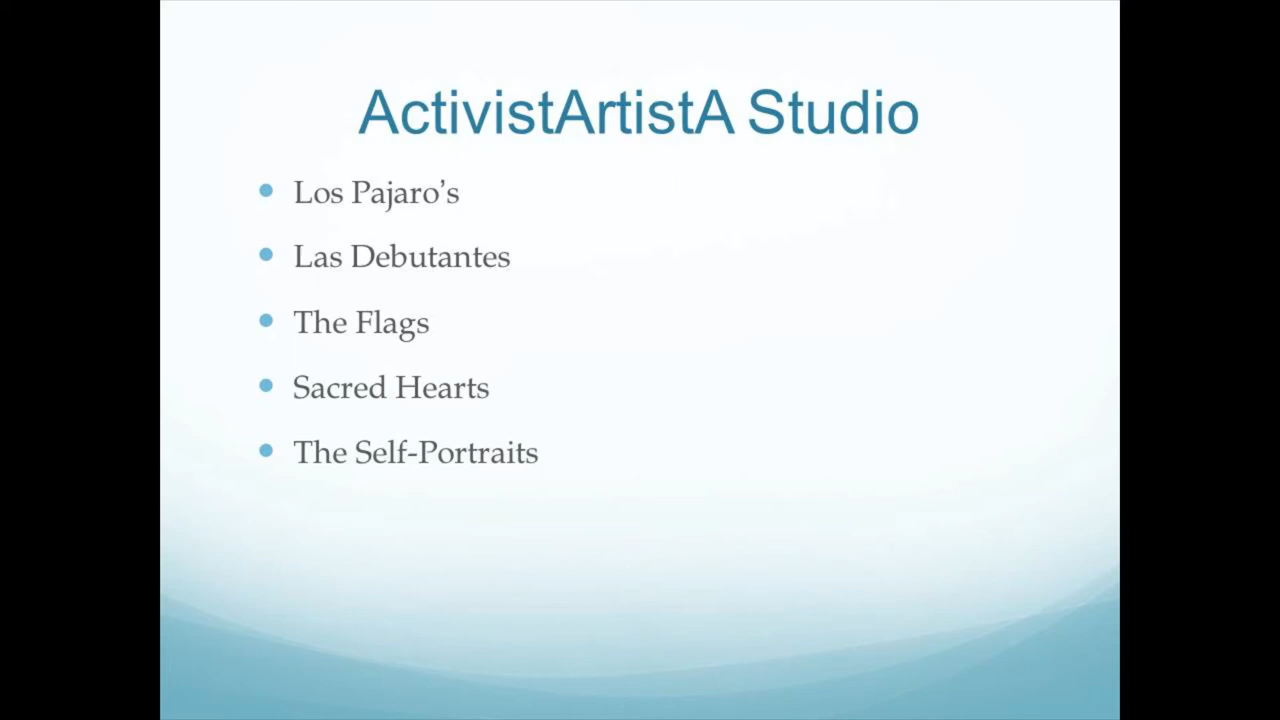 ActivistArtistA Studio
Los Pajaro’s
Las Debutantes
The Flags
Sacred Hearts
The Self-Portraits